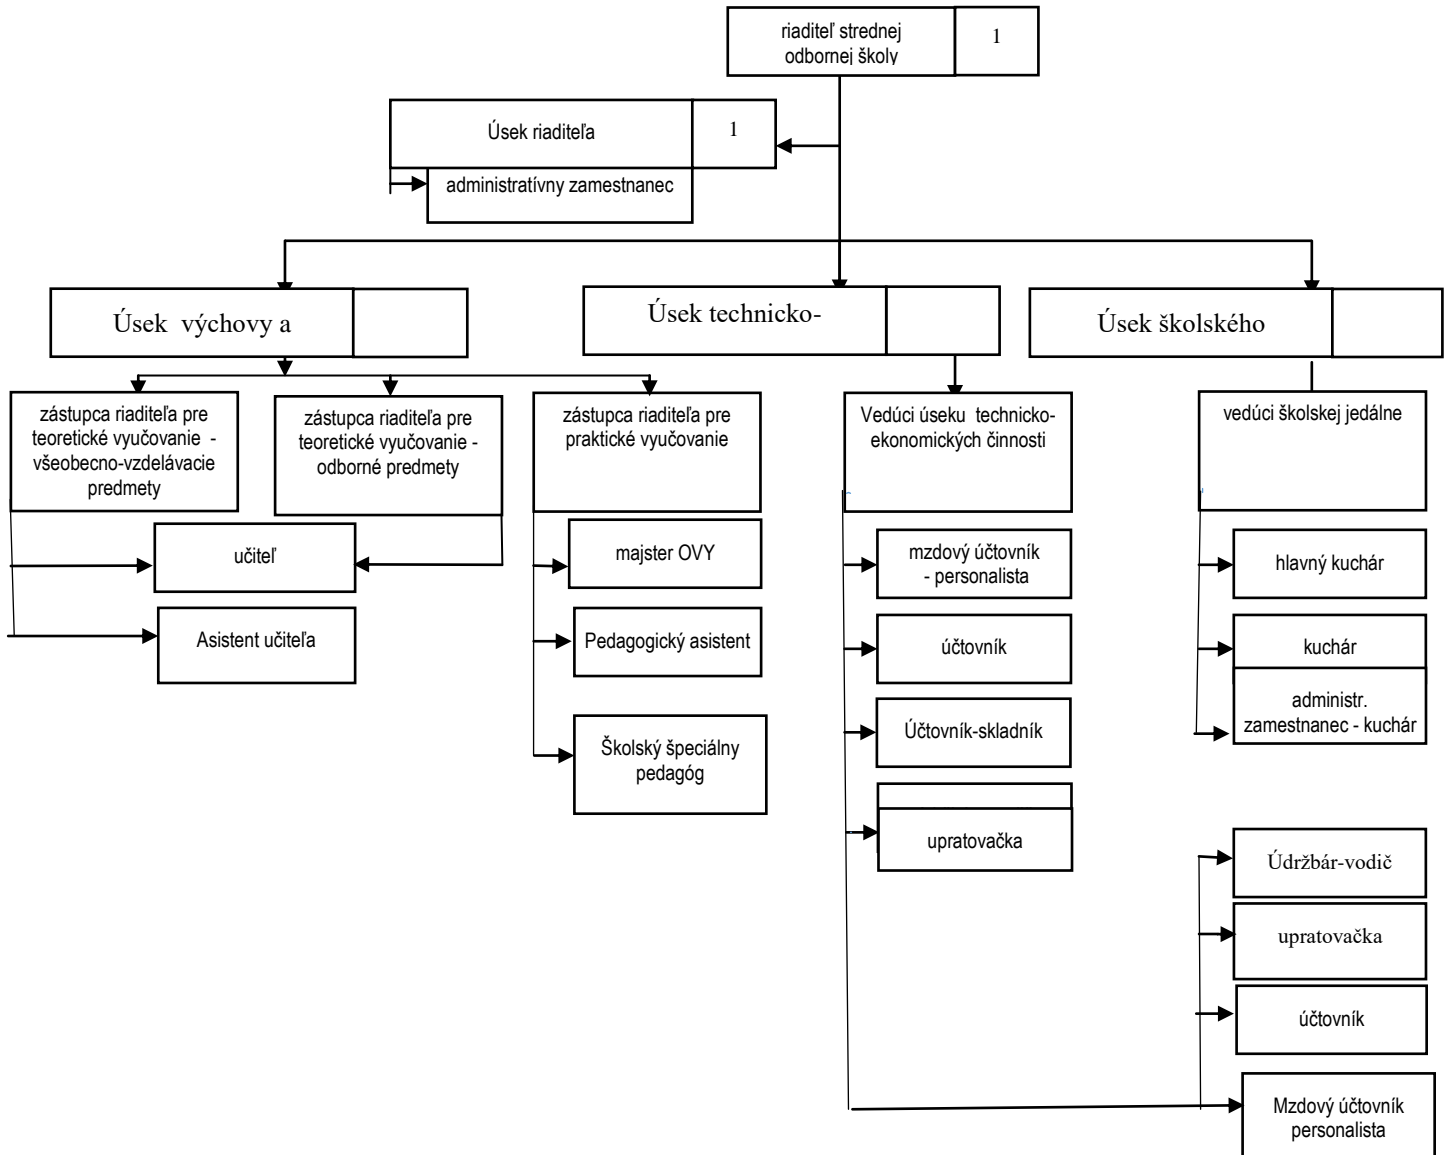 riaditeľ strednej
odbornej školy
1
Úsek riaditeľa
1
administratívny zamestnanec
Úsek výchovy a
Úsek technicko-
Úsek školského
zástupca riaditeľa pre
teoretické vyučovanie -
všeobecno-vzdelávacie
predmety
zástupca riaditeľa pre
teoretické vyučovanie -
odborné predmety
zástupca riaditeľa pre
praktické vyučovanie
Vedúci úseku technicko-
ekonomických činnosti
vedúci školskej jedálne
učiteľ
Asistent učiteľa
majster OVY
Pedagogický asistent
Školský špeciálny
pedagóg
mzdový účtovník
- personalista
účtovník
Účtovník-skladník
upratovačka
hlavný kuchár
kuchár
administr.
zamestnanec - kuchár
Údržbár-vodič
upratovačka
účtovník
Mzdový účtovník
personalista